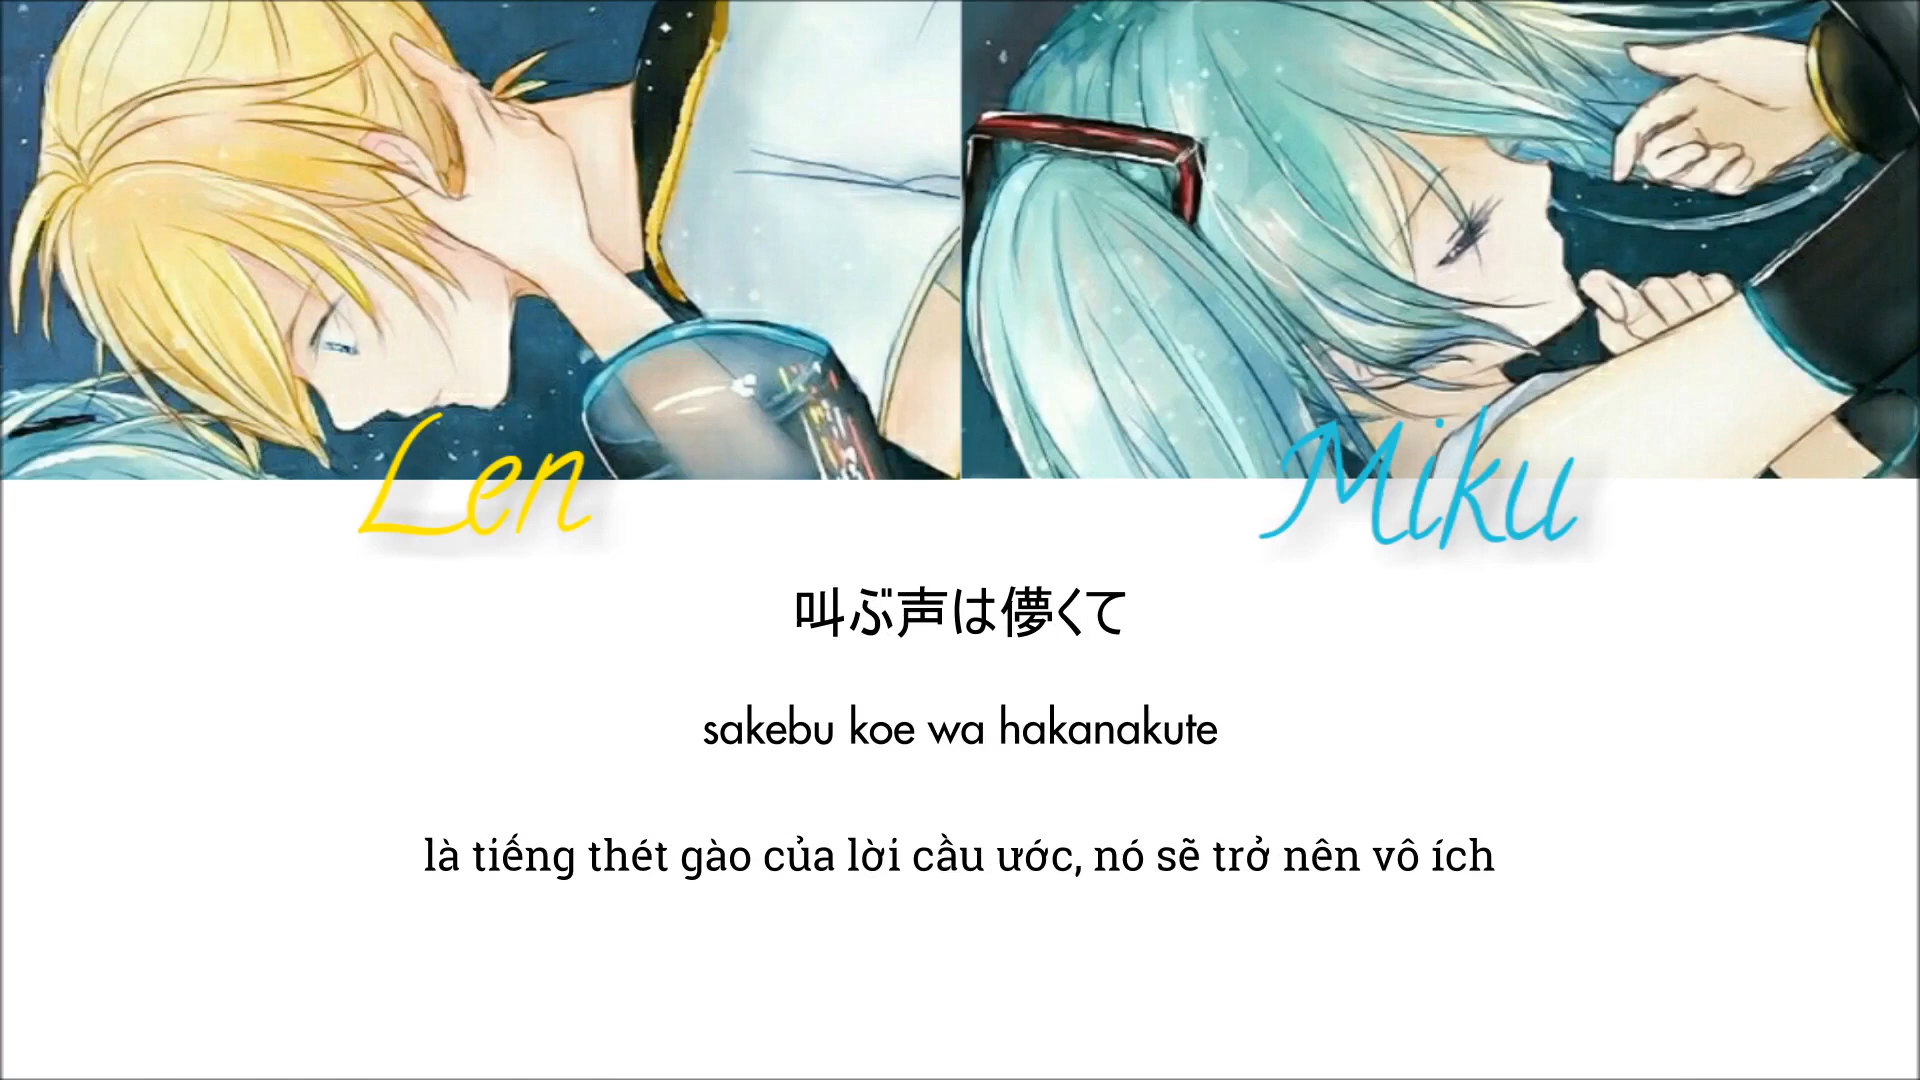 Len
Miku
叫ぶ声は儚くて
sakebu koe wa hakanakute
là tiếng thét gào của lời cầu ước, nó sẽ trở nên vô ích